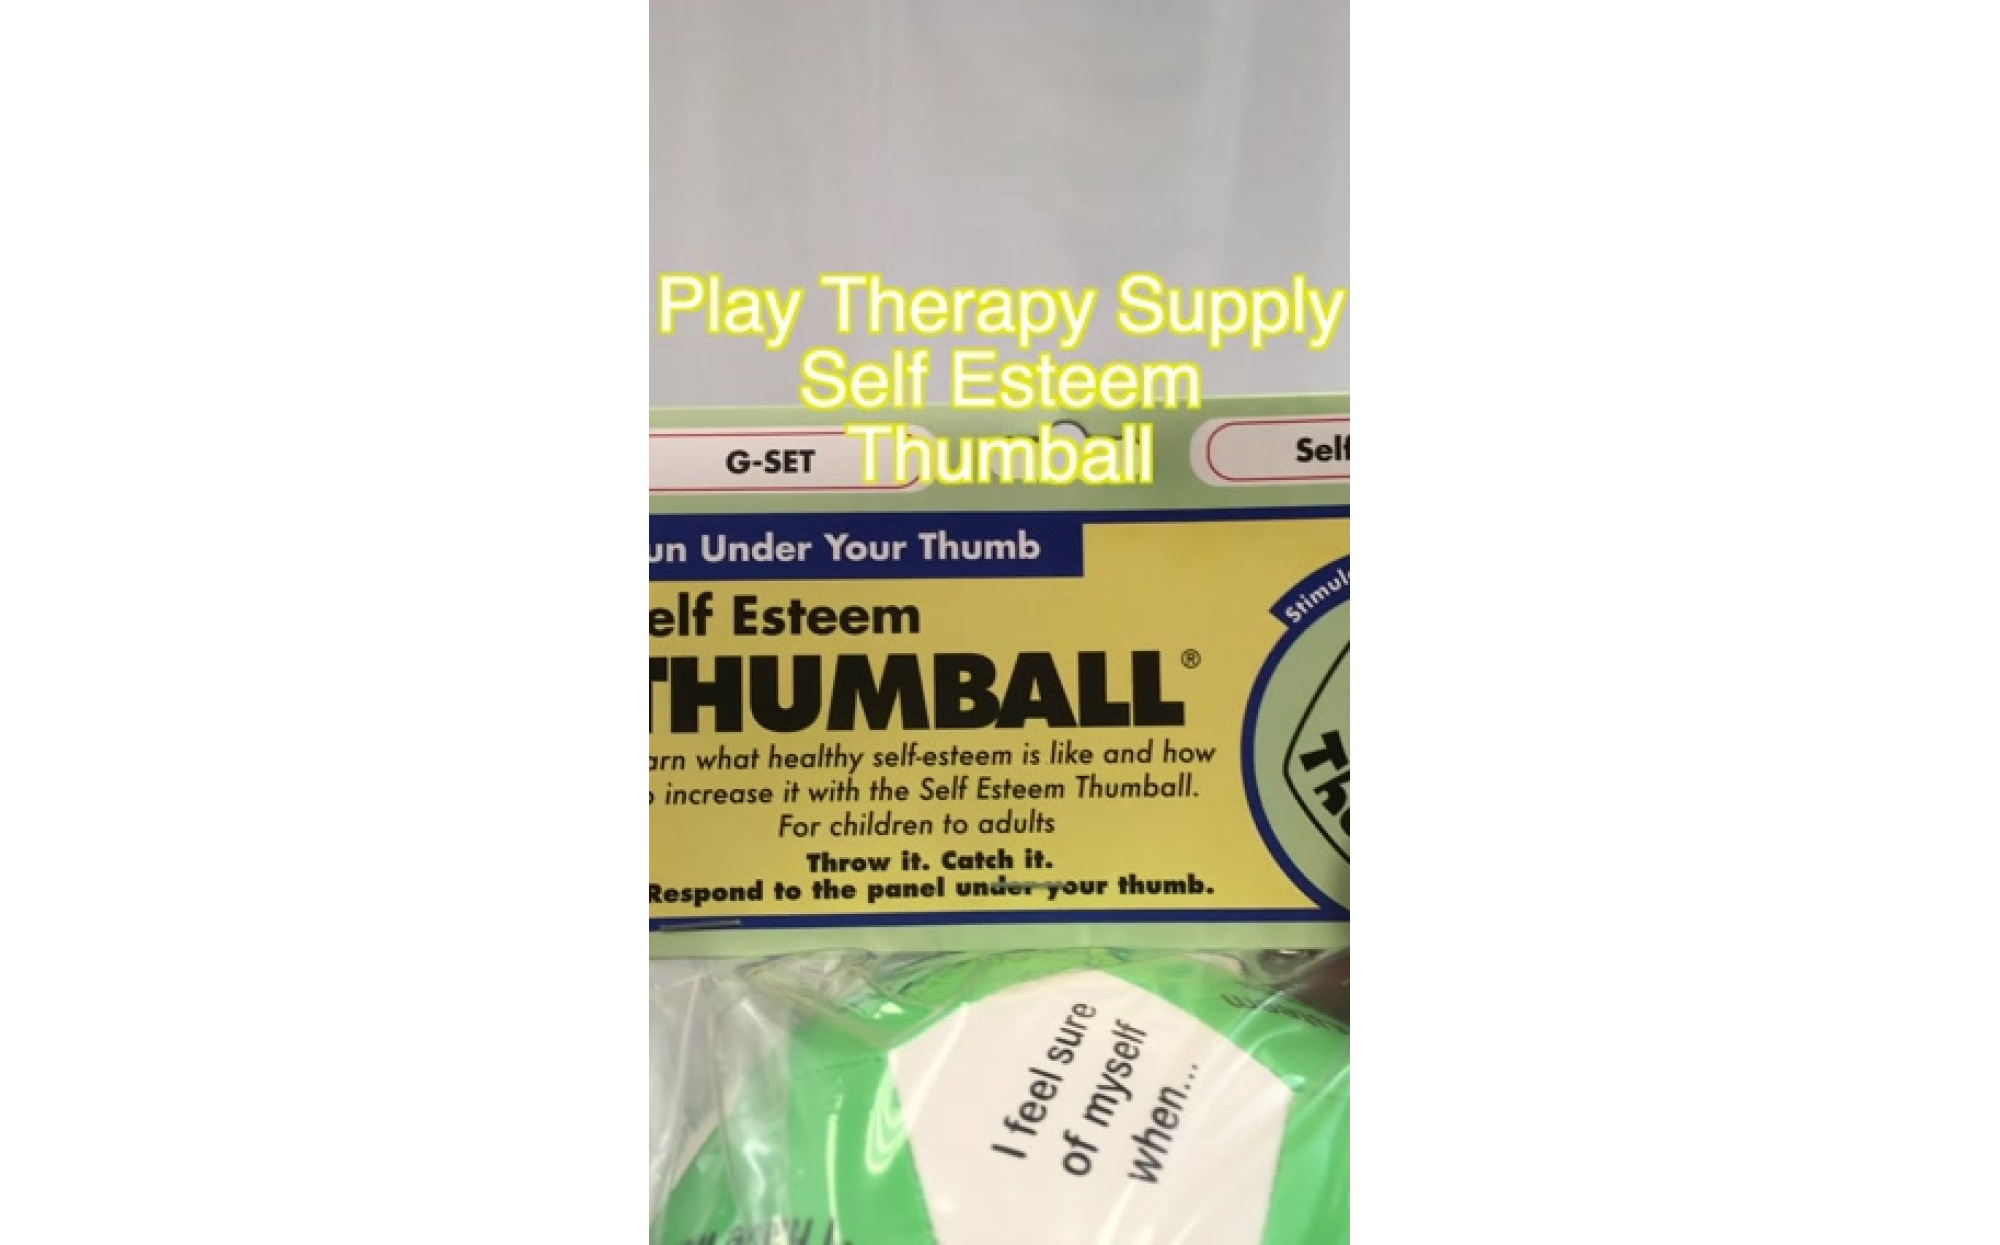 Play Therapy Supply
Self Esteem
Thumball
G-SET
Self
un Under Your Thumb
elf Esteem
THUMBALL®
arn what healthy self-esteem is like and how
increase it with the Self Esteem Thumball.
For children to adults
Throw it. Catch it.
Respond to the panel under your thumb.
Stimul
I feel sure
of myself
when...